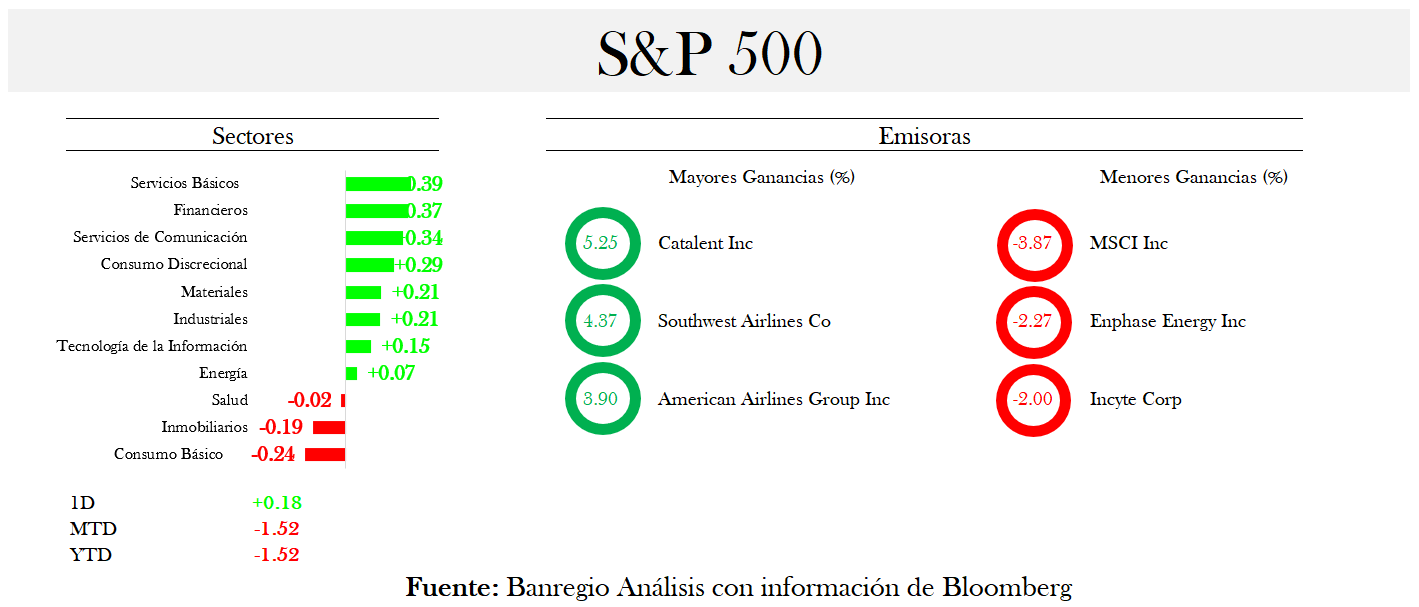 S&P 500
Sectores
Servicios Básicos 0.39
Financieros 0.37
Servicios de Comunicación +0.34
Consumo Discrecional +0.29
Materiales +0.21
Industriales +0.21
Tecnología de la Información +0.15
Energía +0.07
Salud -0.02
Inmobiliarios -0.19
Consumo Básico -0.24
1D +0.18
MTD -1.52
YTD -1.52
Emisoras
Mayores Ganancias (%)
5.25 Catalent Inc
4.37 Southwest Airlines Co
3.90 American Airlines Group Inc
Menores Ganancias (%)
-3.87 MSCI Inc
-2.27 Enphase Energy Inc
-2.00 Incyte Corp
Fuente: Banregio Análisis con información de Bloomberg